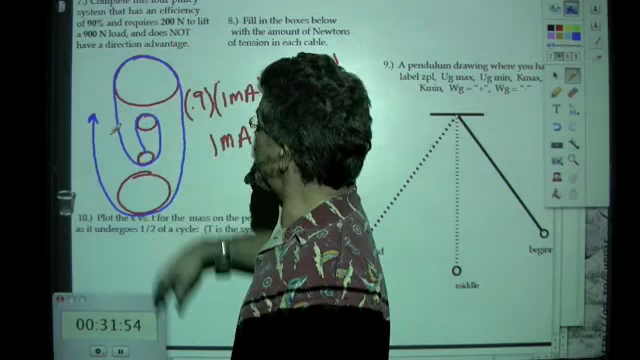 7.) Complete this four pulley
system that has an efficiency
of 90% and requires 200 N to lift
a 900 N load, and does NOT
have a direction advantage.
8.) Fill in the boxes below
with the amount of Newtons
of tension in each cable.
9.) A pendulum drawing where you ha
label zpl, Ug max, Ug min, Kmax,
Kmin, Wg = "+", Wg = "-"
(.9)(IMA
IMA
10.) Plot the x vs. t for the mass on the pe
as it undergoes 1/2 of a cycle: (T is the sy
beginn
middle
00:31:54